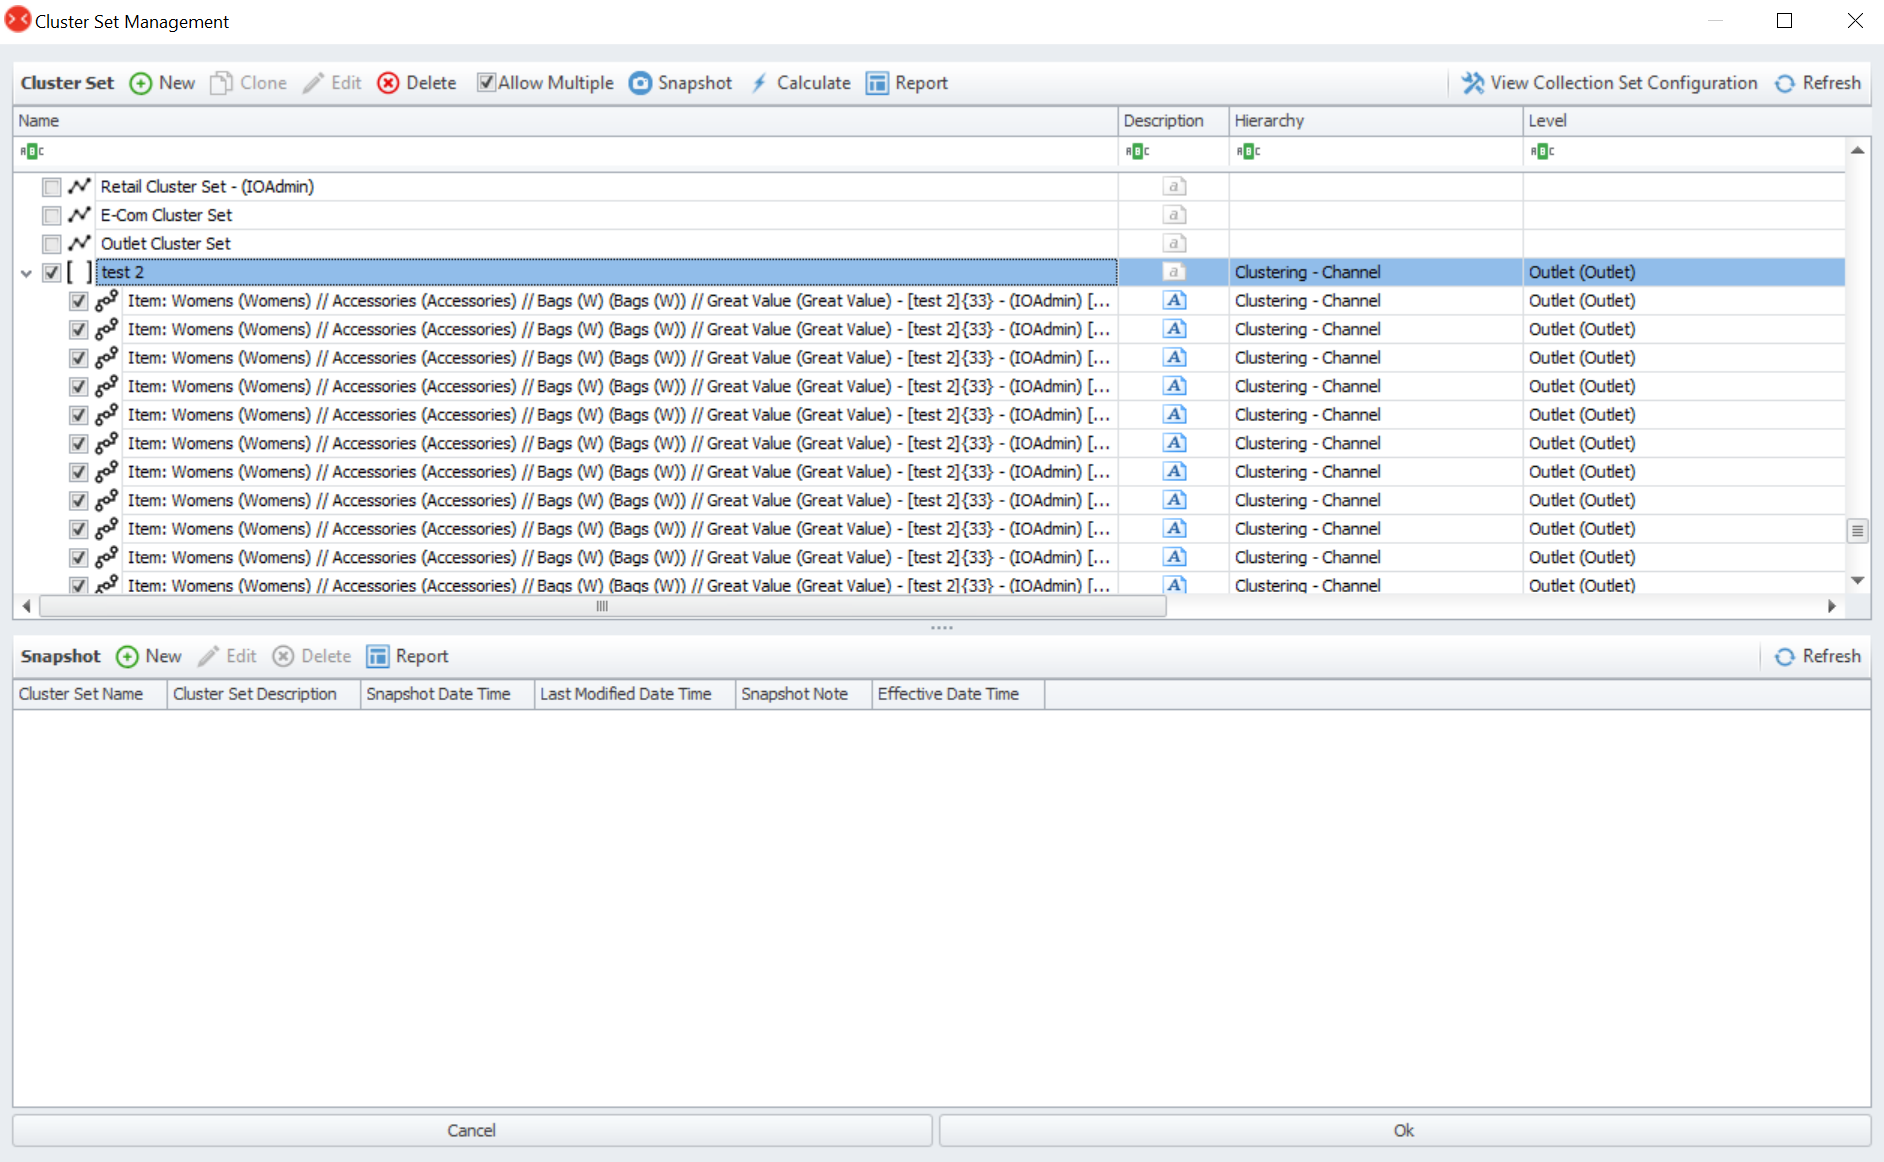 Cluster Set Management
Cluster Set New Clone Edit Delete Allow Multiple Snapshot Calculate Report View Collection Set Configuration Refresh
Name Description Hierarchy Level
ABC ABC ABC ABC
Retail Cluster Set - (IOAdmin) a
E-Com Cluster Set a
Outlet Cluster Set a
[ ] test 2 a Clustering - Channel Outlet (Outlet)
Item: Womens (Womens) // Accessories (Accessories) // Bags (W) (Bags (W)) // Great Value (Great Value) - [test 2]{33} - (IOAdmin) [... A Clustering - Channel Outlet (Outlet)
Item: Womens (Womens) // Accessories (Accessories) // Bags (W) (Bags (W)) // Great Value (Great Value) - [test 2]{33} - (IOAdmin) [... A Clustering - Channel Outlet (Outlet)
Item: Womens (Womens) // Accessories (Accessories) // Bags (W) (Bags (W)) // Great Value (Great Value) - [test 2]{33} - (IOAdmin) [... A Clustering - Channel Outlet (Outlet)
Item: Womens (Womens) // Accessories (Accessories) // Bags (W) (Bags (W)) // Great Value (Great Value) - [test 2]{33} - (IOAdmin) [... A Clustering - Channel Outlet (Outlet)
Item: Womens (Womens) // Accessories (Accessories) // Bags (W) (Bags (W)) // Great Value (Great Value) - [test 2]{33} - (IOAdmin) [... A Clustering - Channel Outlet (Outlet)
Item: Womens (Womens) // Accessories (Accessories) // Bags (W) (Bags (W)) // Great Value (Great Value) - [test 2]{33} - (IOAdmin) [... A Clustering - Channel Outlet (Outlet)
Item: Womens (Womens) // Accessories (Accessories) // Bags (W) (Bags (W)) // Great Value (Great Value) - [test 2]{33} - (IOAdmin) [... A Clustering - Channel Outlet (Outlet)
Item: Womens (Womens) // Accessories (Accessories) // Bags (W) (Bags (W)) // Great Value (Great Value) - [test 2]{33} - (IOAdmin) [... A Clustering - Channel Outlet (Outlet)
Item: Womens (Womens) // Accessories (Accessories) // Bags (W) (Bags (W)) // Great Value (Great Value) - [test 2]{33} - (IOAdmin) [... A Clustering - Channel Outlet (Outlet)
Item: Womens (Womens) // Accessories (Accessories) // Bags (W) (Bags (W)) // Great Value (Great Value) - [test 2]{33} - (IOAdmin) [... A Clustering - Channel Outlet (Outlet)
Item: Womens (Womens) // Accessories (Accessories) // Bags (W) (Bags (W)) // Great Value (Great Value) - [test 2]{33} - (IOAdmin) [... A Clustering - Channel Outlet (Outlet)
Snapshot New Edit Delete Report Refresh
Cluster Set Name Cluster Set Description Snapshot Date Time Last Modified Date Time Snapshot Note Effective Date Time
Cancel Ok